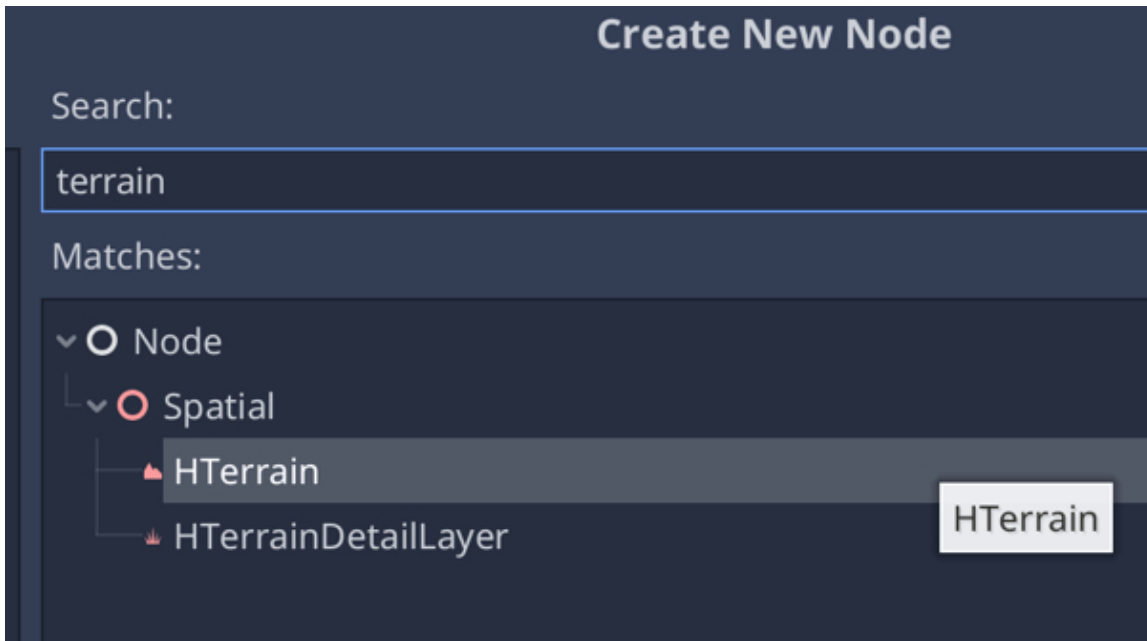 Create New Node
Search:
terrain
Matches:
Node
Spatial
HTerrain
HTerrain
HTerrainDetailLayer